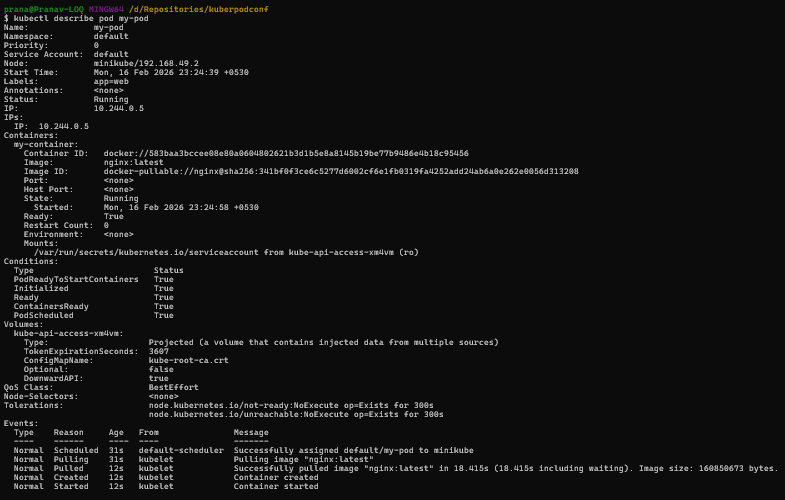 prana@Pranav-LOQ MINGW64 /d/Repositories/kuberpodconf
$ kubectl describe pod my-pod
Name:             my-pod
Namespace:        default
Priority:         0
Service Account:  default
Node:             minikube/192.168.49.2
Start Time:       Mon, 16 Feb 2026 23:24:39 +0530
Labels:           app=web
Annotations:      <none>
Status:           Running
IP:               10.244.0.5
IPs:
  IP:  10.244.0.5
Containers:
  my-container:
    Container ID:   docker://583baa3bccee08e80a0604802621b3d1b5e8a8145b19be77b9486e4b18c95456
    Image:          nginx:latest
    Image ID:       docker-pullable://nginx@sha256:341bf0f3ce6c5277d6002cf6e1fb0319fa4252add24ab6a0e262e0056d313208
    Port:           <none>
    Host Port:      <none>
    State:          Running
      Started:      Mon, 16 Feb 2026 23:24:58 +0530
    Ready:          True
    Restart Count:  0
    Environment:    <none>
    Mounts:
      /var/run/secrets/kubernetes.io/serviceaccount from kube-api-access-xm4vm (ro)
Conditions:
  Type                        Status
  PodReadyToStartContainers   True
  Initialized                 True
  Ready                       True
  ContainersReady             True
  PodScheduled                True
Volumes:
  kube-api-access-xm4vm:
    Type:                    Projected (a volume that contains injected data from multiple sources)
    TokenExpirationSeconds:  3607
    ConfigMapName:           kube-root-ca.crt
    Optional:                false
    DownwardAPI:             true
QoS Class:                   BestEffort
Node-Selectors:              <none>
Tolerations:                 node.kubernetes.io/not-ready:NoExecute op=Exists for 300s
                             node.kubernetes.io/unreachable:NoExecute op=Exists for 300s
Events:
  Type    Reason     Age   From               Message
  ----    ------     ----  ----               -------
  Normal  Scheduled  31s   default-scheduler  Successfully assigned default/my-pod to minikube
  Normal  Pulling    31s   kubelet            Pulling image "nginx:latest"
  Normal  Pulled     12s   kubelet            Successfully pulled image "nginx:latest" in 18.415s (18.415s including waiting). Image size: 160850673 bytes.
  Normal  Created    12s   kubelet            Container created
  Normal  Started    12s   kubelet            Container started